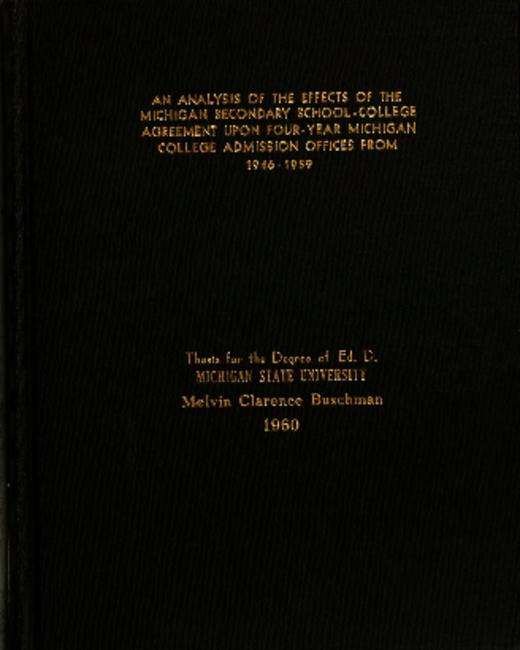 AN ANALYSIS OF THE EFFECTS OF THE
MICHIGAN SECONDARY SCHOOL-COLLEGE
AGREEMENT UPON FOUR-YEAR MICHIGAN
COLLEGE ADMISSION OFFICES FROM
1946-1959
Thesis for the Degree of Ed. D.
MICHIGAN STATE UNIVERSITY
Melvin Clarence Buschman
1960